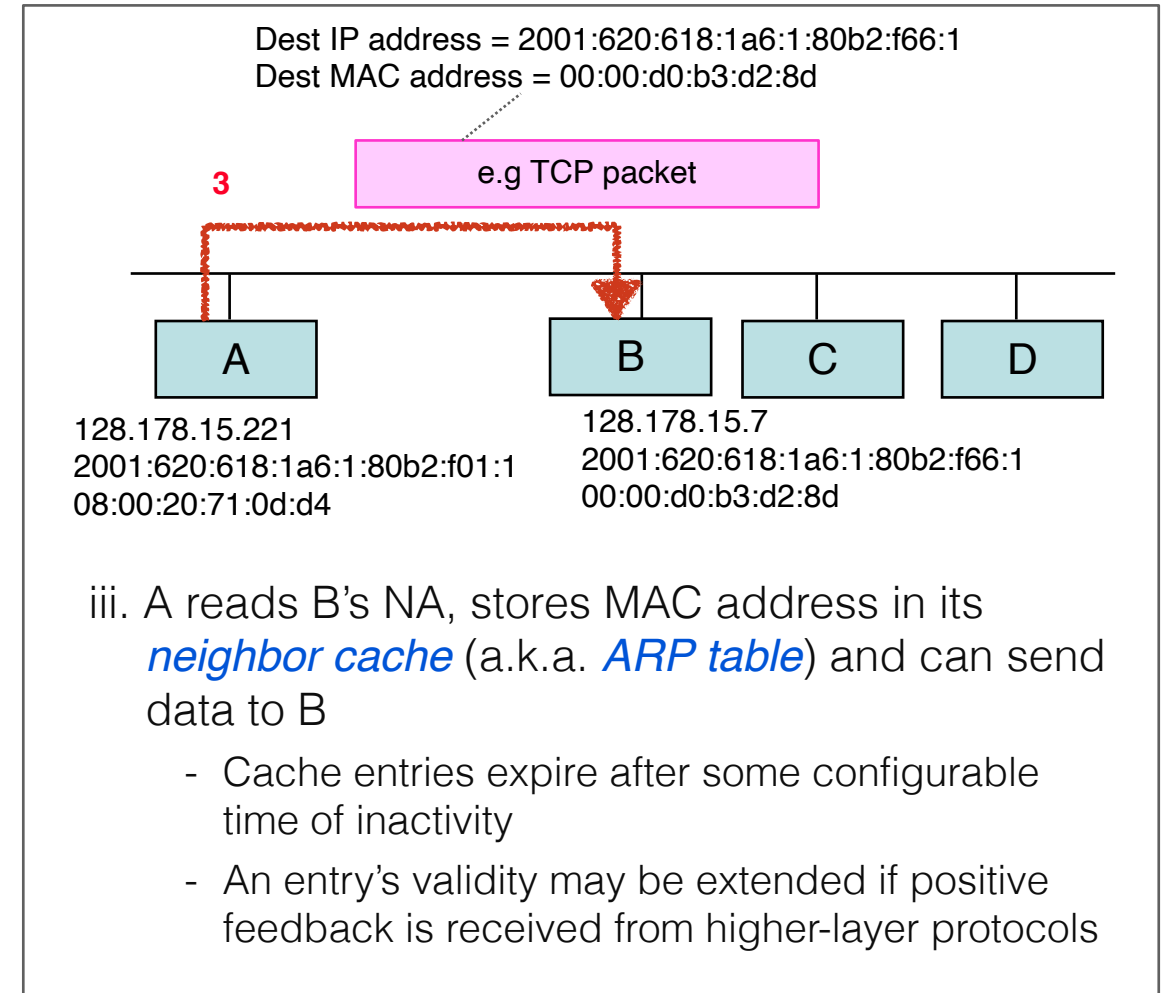 Dest IP address = 2001:620:618:1a6:1:80b2:f66:1
Dest MAC address = 00:00:d0:b3:d2:8d
e.g TCP packet
3
A
B
C
D
128.178.15.221
2001:620:618:1a6:1:80b2:f01:1
08:00:20:71:0d:d4
128.178.15.7
2001:620:618:1a6:1:80b2:f66:1
00:00:d0:b3:d2:8d
iii. A reads B’s NA, stores MAC address in its
neighbor cache (a.k.a. ARP table) and can send
data to B
- Cache entries expire after some configurable
time of inactivity
- An entry’s validity may be extended if positive
feedback is received from higher-layer protocols